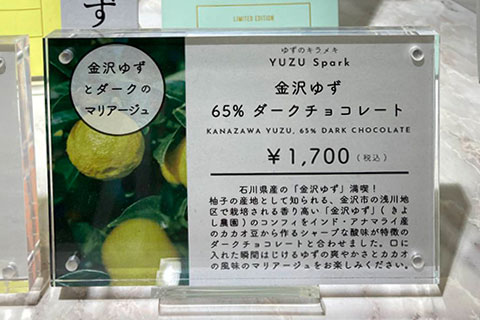 ず
LIMITED EDITION
金沢ゆず
とダークの
マリアージュ
ゆずのキラメキ
YUZU Spark
金沢ゆず
65% ダークチョコレート
KANAZAWA YUZU, 65% DARK CHOCOLATE
¥1,700(税込)
石川県産の「金沢ゆず」満喫!
柚子の産地として知られる、金沢市の浅川地
区で栽培される香り高い「金沢ゆず」(きよ
し農園)のコンフィをインド・アナマライ産
のカカオ豆から作るシャープな酸味が特徴の
ダークチョコレートと合わせました。口に
入れた瞬間はじけるゆずの爽やかさとカカオ
の風味のマリアージュをお楽しみください。